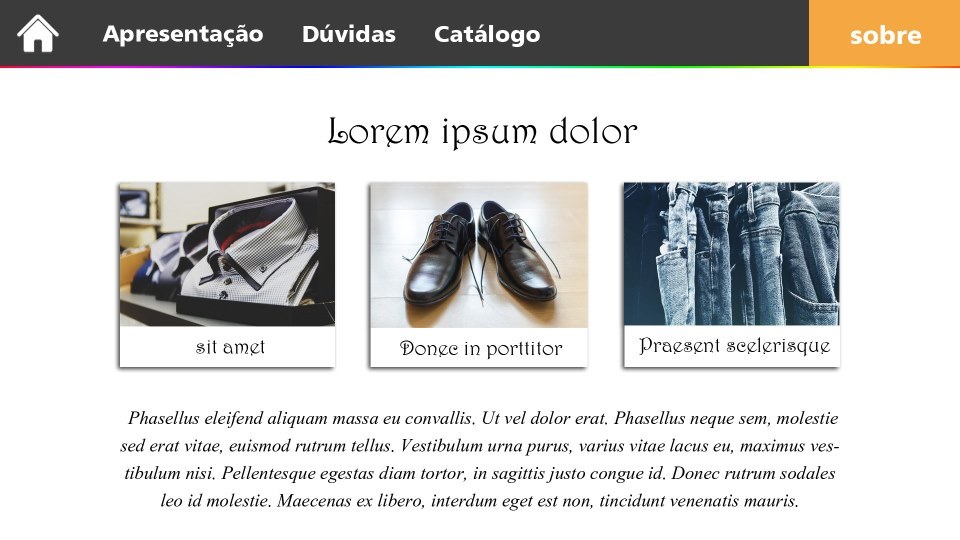 Apresentação Dúvidas Catálogo sobre
Lorem ipsum dolor
sit amet
Donec in porttitor
Praesent scelerisque
Phasellus eleifend aliquam massa eu convallis. Ut vel dolor erat. Phasellus neque sem, molestie
sed erat vitae, euismod rutrum tellus. Vestibulum urna purus, varius vitae lacus eu, maximus ves-
tibulum nisi. Pellentesque egestas diam tortor, in sagittis justo congue id. Donec rutrum sodales
leo id molestie. Maecenas ex libero, interdum eget est non, tincidunt venenatis mauris.